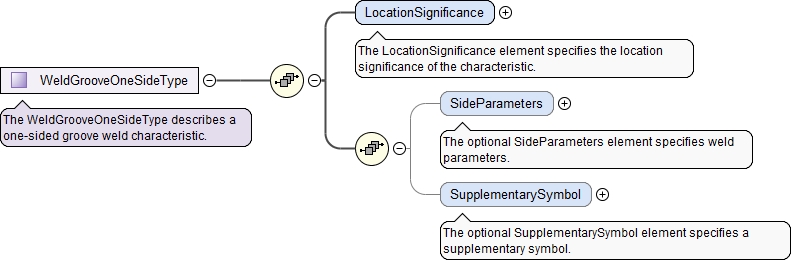 LocationSignificance
The LocationSignificance element specifies the location
significance of the characteristic.
WeldGrooveOneSideType
The WeldGrooveOneSideType describes a
one-sided groove weld characteristic.
SideParameters
The optional SideParameters element specifies weld
parameters.
SupplementarySymbol
The optional SupplementarySymbol element specifies a
supplementary symbol.